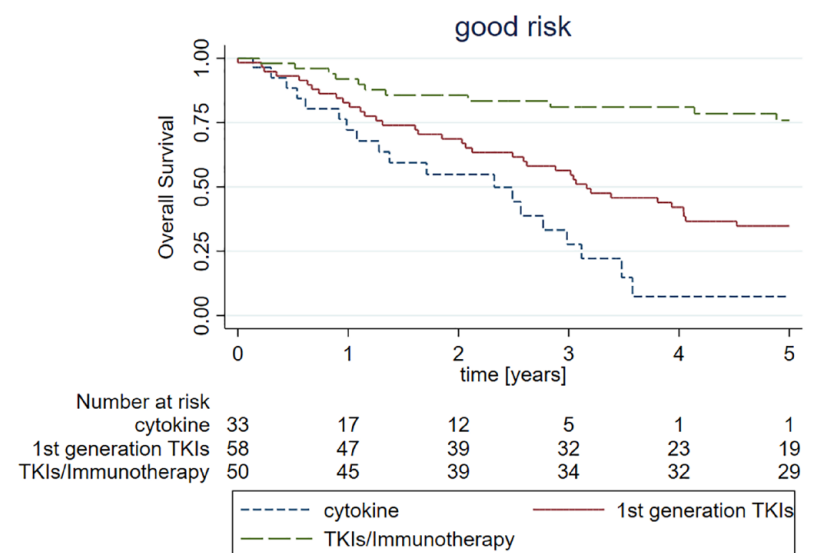 good risk
Overall Survival
1.00
0.75
0.50
0.25
0.00
0 1 2 3 4 5
time [years]
Number at risk
cytokine 33 17 12 5 1 1
1st generation TKIs 58 47 39 32 23 19
TKIs/Immunotherapy 50 45 39 34 32 29
cytokine 1st generation TKIs
TKIs/Immunotherapy